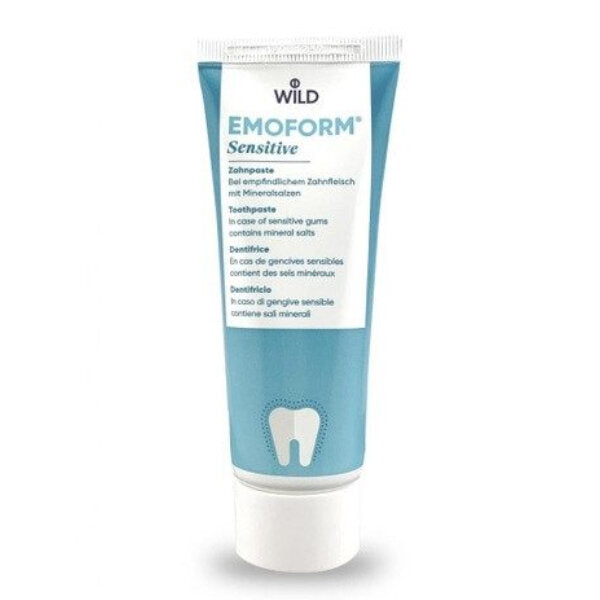 WILD
EMOFORM®
Sensitive
Zahnpaste
Bei empfindlichem Zahnfleisch
mit Mineralsalzen
Toothpaste
In case of sensitive gums
contains mineral salts
Dentifrice
En cas de gencives sensibles
contient des sels minéraux
Dentifricio
In caso di gengive sensible
contiene sali minerali